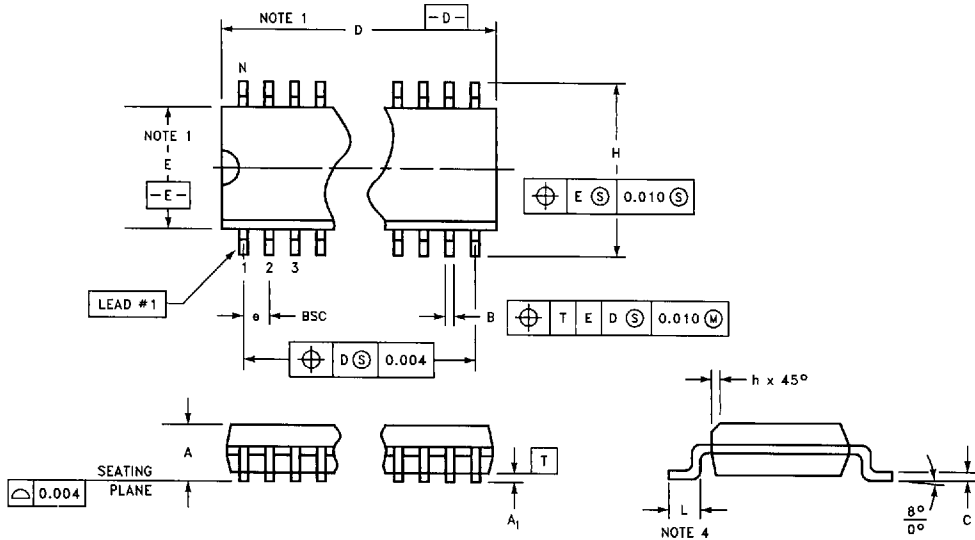 NOTE 1
D
-D-
N
NOTE 1
E
-E-
H
⌖ E Ⓢ 0.010 Ⓢ
1 2 3
LEAD #1
e BSC
B ⌖ T E D Ⓢ 0.010 Ⓜ
⌖ D Ⓢ 0.004
h x 45°
A
T
SEATING
PLANE
⌓ 0.004
A₁
L
NOTE 4
8°
0°
C